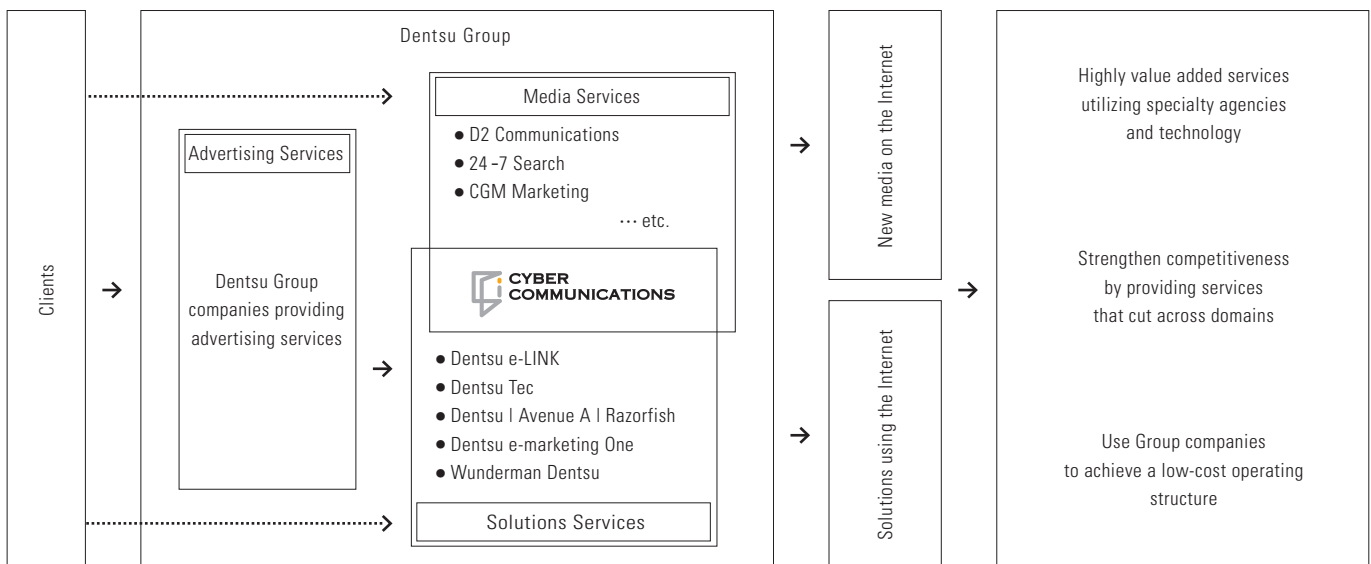 Clients
Dentsu Group
Advertising Services
Dentsu Group
companies providing
advertising services
Media Services
● D2 Communications
● 24-7 Search
● CGM Marketing
… etc.
CYBER
COMMUNICATIONS
● Dentsu e-LINK
● Dentsu Tec
● Dentsu | Avenue A | Razorfish
● Dentsu e-marketing One
● Wunderman Dentsu
Solutions Services
New media on the Internet
Solutions using the Internet
Highly value added services
utilizing specialty agencies
and technology
Strengthen competitiveness
by providing services
that cut across domains
Use Group companies
to achieve a low-cost operating
structure